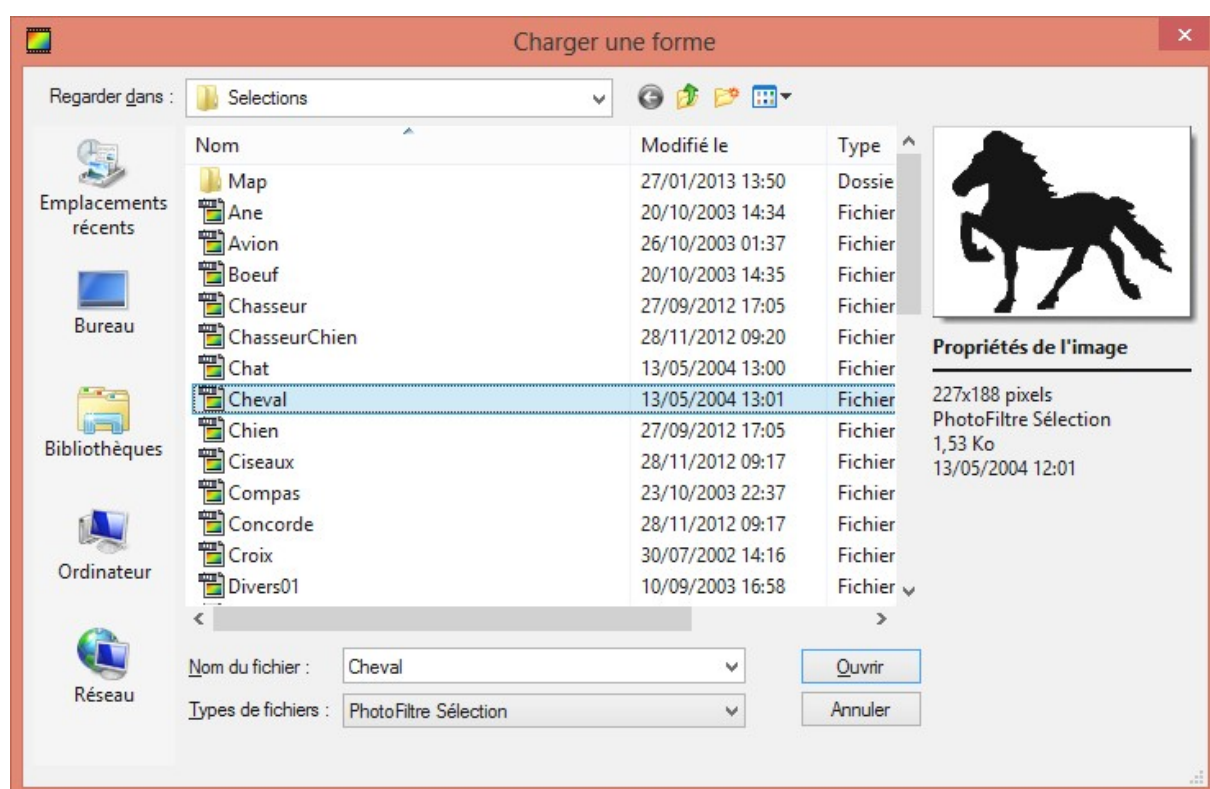 Charger une forme
Regarder dans :
Selections
Nom
Modifié le
Type
Map
27/01/2013 13:50
Dossie
Ane
20/10/2003 14:34
Fichier
Avion
26/10/2003 01:37
Fichier
Boeuf
20/10/2003 14:35
Fichier
Chasseur
27/09/2012 17:05
Fichier
ChasseurChien
28/11/2012 09:20
Fichier
Chat
13/05/2004 13:00
Fichier
Cheval
13/05/2004 13:01
Fichier
Chien
27/09/2012 17:05
Fichier
Ciseaux
28/11/2012 09:17
Fichier
Compas
23/10/2003 22:37
Fichier
Concorde
28/11/2012 09:17
Fichier
Croix
30/07/2002 14:16
Fichier
Divers01
10/09/2003 16:58
Fichier
Emplacements
récents
Bureau
Bibliothèques
Ordinateur
Réseau
Propriétés de l'image
227x188 pixels
PhotoFiltre Sélection
1,53 Ko
13/05/2004 12:01
Nom du fichier :
Cheval
Ouvrir
Types de fichiers :
PhotoFiltre Sélection
Annuler